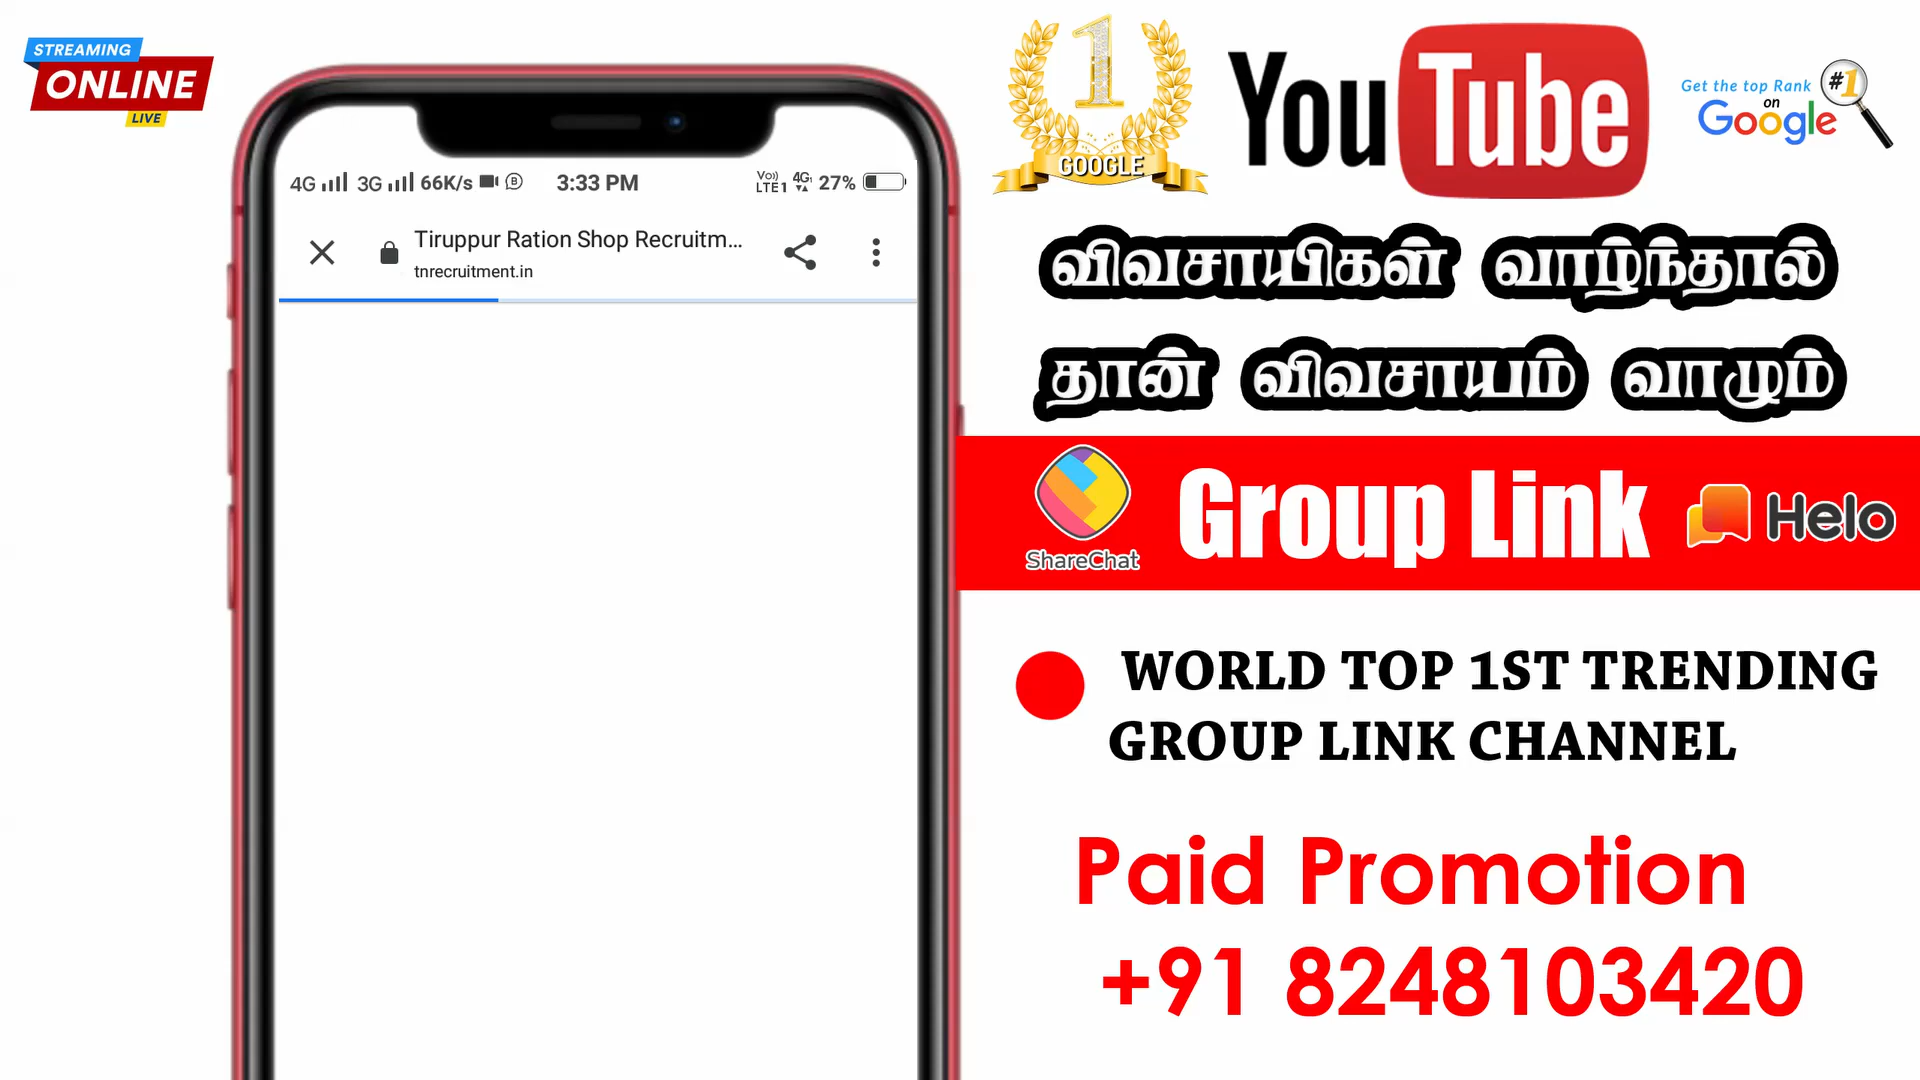 STREAMING
ONLINE
LIVE
4G 3G 66K/s B 3:33 PM Vo)) LTE1 4G 27%
Tiruppur Ration Shop Recruitm...
tnrecruitment.in
1
GOOGLE
YouTube
Get the top Rank #1
on
Google
விவசாயிகள் வாழ்ந்தால்
தான் விவசாயம் வாழும்
ShareChat
Group Link
Helo
WORLD TOP 1ST TRENDING
GROUP LINK CHANNEL
Paid Promotion
+91 8248103420